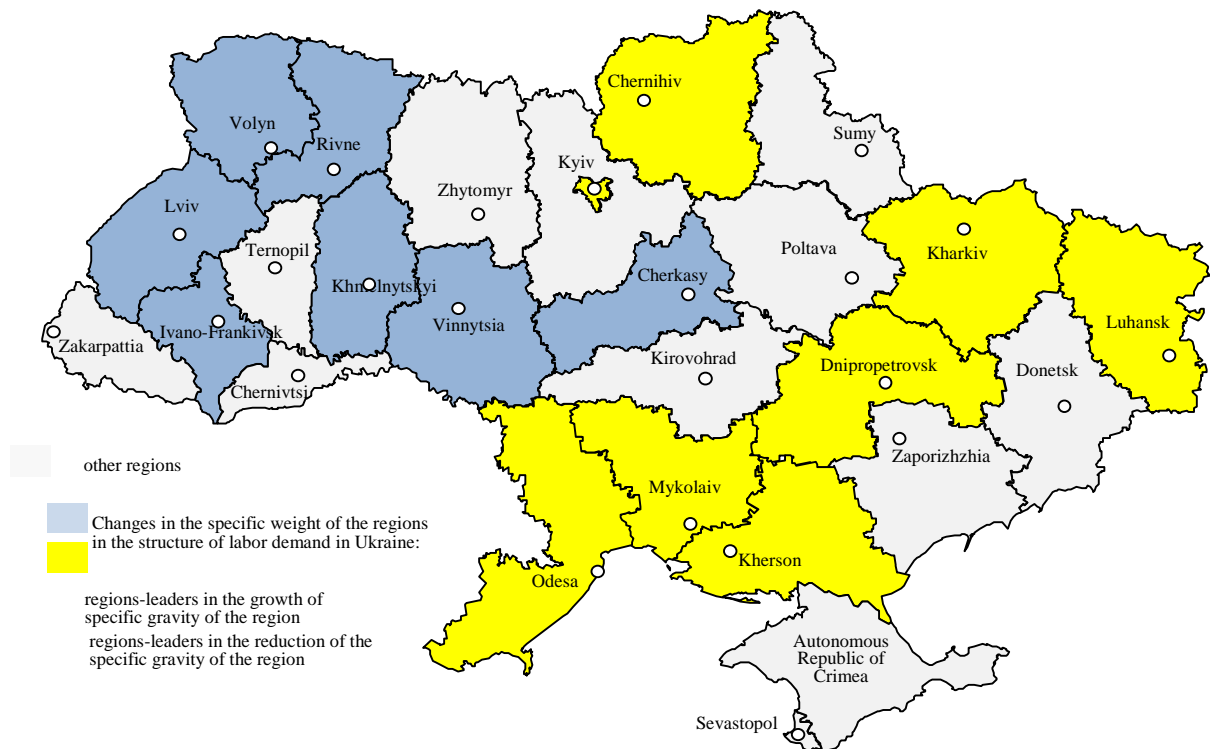 Chernihiv
Volyn
Rivne
Sumy
Kyiv
Zhytomyr
Lviv
Ternopil
Poltava
Kharkiv
Cherkasy
Khmelnytskyi
Vinnytsia
Luhansk
Ivano-Frankivsk
Zakarpattia
Kirovohrad
Dnipropetrovsk
Donetsk
Chernivtsi
Zaporizhzhia
other regions
Mykolaiv
Changes in the specific weight of the regions
in the structure of labor demand in Ukraine:
Kherson
Odesa
regions-leaders in the growth of
specific gravity of the region
regions-leaders in the reduction of the
specific gravity of the region
Autonomous
Republic of
Crimea
Sevastopol